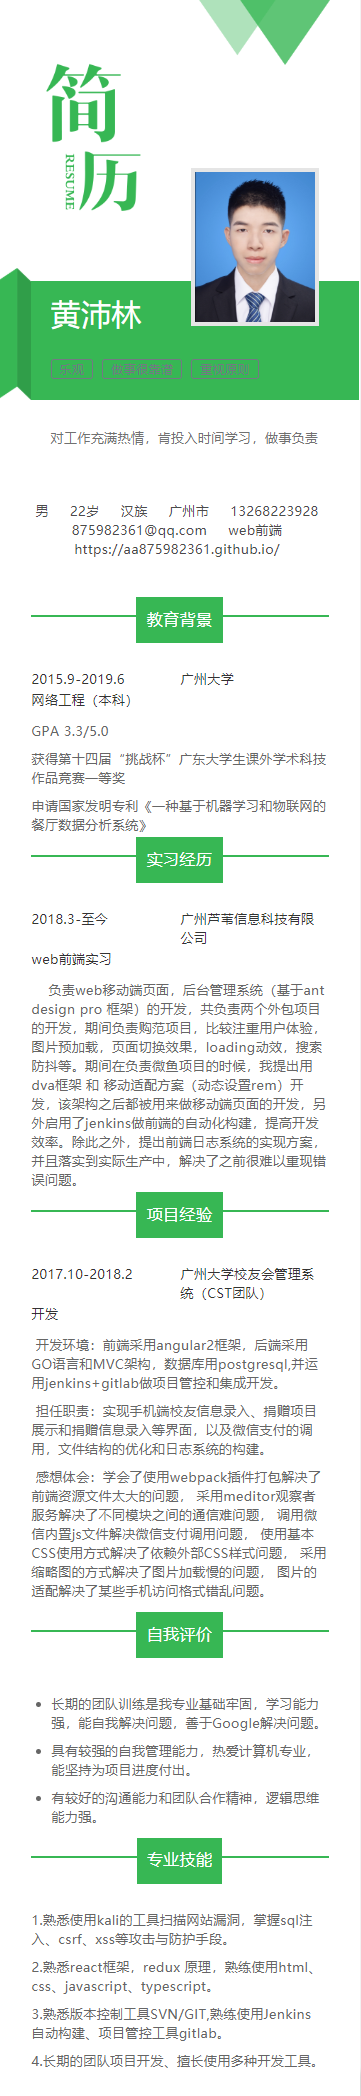 简
历
RESUME
黄沛林
乐观 做事很靠谱 重视原则
对工作充满热情，肯投入时间学习，做事负责
男 22岁 汉族 广州市 13268223928
875982361@qq.com web前端
https://aa875982361.github.io/
教育背景
2015.9-2019.6 广州大学
网络工程（本科）
GPA 3.3/5.0
获得第十四届“挑战杯”广东大学生课外学术科技
作品竞赛一等奖
申请国家发明专利《一种基于机器学习和物联网的
餐厅数据分析系统》
实习经历
2018.3-至今 广州芦苇信息科技有限
公司
web前端实习
负责web移动端页面，后台管理系统（基于ant
design pro 框架）的开发，共负责两个外包项目
的开发，期间负责购范项目，比较注重用户体验，
图片预加载，页面切换效果，loading动效，搜索
防抖等。期间在负责微鱼项目的时候，我提出用
dva框架 和 移动适配方案（动态设置rem）开
发，该架构之后都被用来做移动端页面的开发，另
外启用了jenkins做前端的自动化构建，提高开发
效率。除此之外，提出前端日志系统的实现方案，
并且落实到实际生产中，解决了之前很难以重现错
误问题。
项目经验
2017.10-2018.2 广州大学校友会管理系
统（CST团队）
开发
开发环境：前端采用angular2框架，后端采用
GO语言和MVC架构，数据库用postgresql,并运
用jenkins+gitlab做项目管控和集成开发。
担任职责：实现手机端校友信息录入、捐赠项目
展示和捐赠信息录入等界面，以及微信支付的调
用，文件结构的优化和日志系统的构建。
感想体会：学会了使用webpack插件打包解决了
前端资源文件太大的问题， 采用meditor观察者
服务解决了不同模块之间的通信难问题， 调用微
信内置js文件解决微信支付调用问题， 使用基本
CSS使用方式解决了依赖外部CSS样式问题， 采用
缩略图的方式解决了图片加载慢的问题， 图片的
适配解决了某些手机访问格式错乱问题。
自我评价
长期的团队训练是我专业基础牢固，学习能力
强，能自我解决问题，善于Google解决问题。
具有较强的自我管理能力，热爱计算机专业，
能坚持为项目进度付出。
有较好的沟通能力和团队合作精神，逻辑思维
能力强。
专业技能
1.熟悉使用kali的工具扫描网站漏洞，掌握sql注
入、csrf、xss等攻击与防护手段。
2.熟悉react框架，redux 原理，熟练使用html、
css、javascript、typescript。
3.熟悉版本控制工具SVN/GIT,熟练使用Jenkins
自动构建、项目管控工具gitlab。
4.长期的团队项目开发、擅长使用多种开发工具。